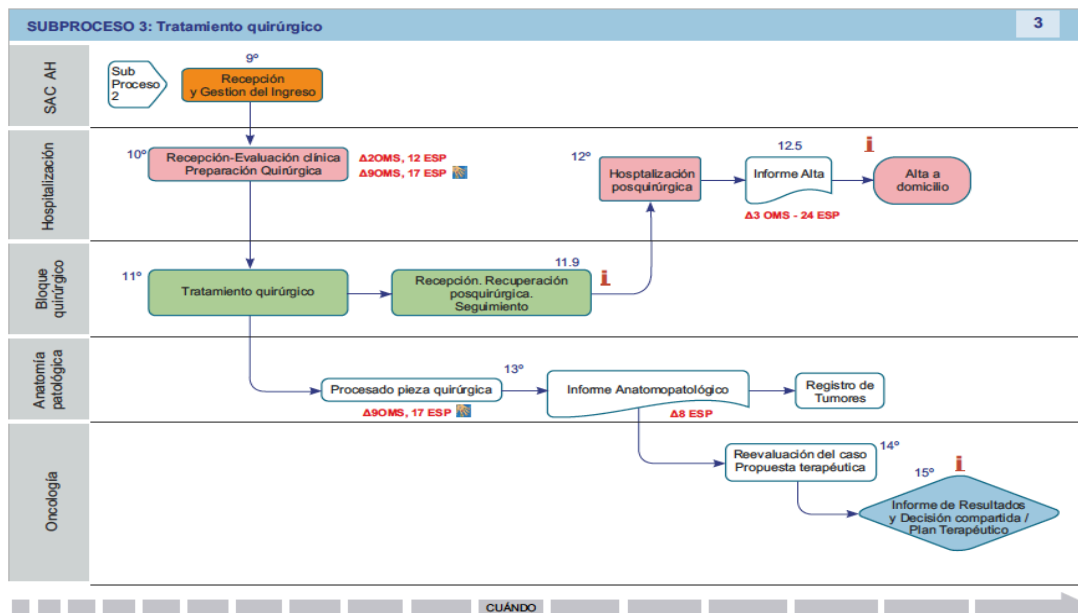 SUBPROCESO 3: Tratamiento quirúrgico
3
SAC AH
Sub
Proceso
2
9º
Recepción
y Gestion del Ingreso
Hospitalización
10º
Recepción-Evaluación clínica
Preparación Quirúrgica
Δ2OMS, 12 ESP
Δ9OMS, 17 ESP
12º
Hosptalización
posquirúrgica
12.5
Informe Alta
Δ3 OMS - 24 ESP
i
Alta a
domicilio
Bloque
quirúrgico
11º
Tratamiento quirúrgico
11.9
Recepción. Recuperación
posquirúrgica.
Seguimiento
i
Anatomía
patológica
Procesado pieza quirúrgica
Δ9OMS, 17 ESP
13º
Informe Anatomopatológico
Δ8 ESP
Registro de
Tumores
Oncología
14º
Reevaluación del caso
Propuesta terapéutica
15º
i
Informe de Resultados
y Decisión compartida /
Plan Terapéutico
CUÁNDO